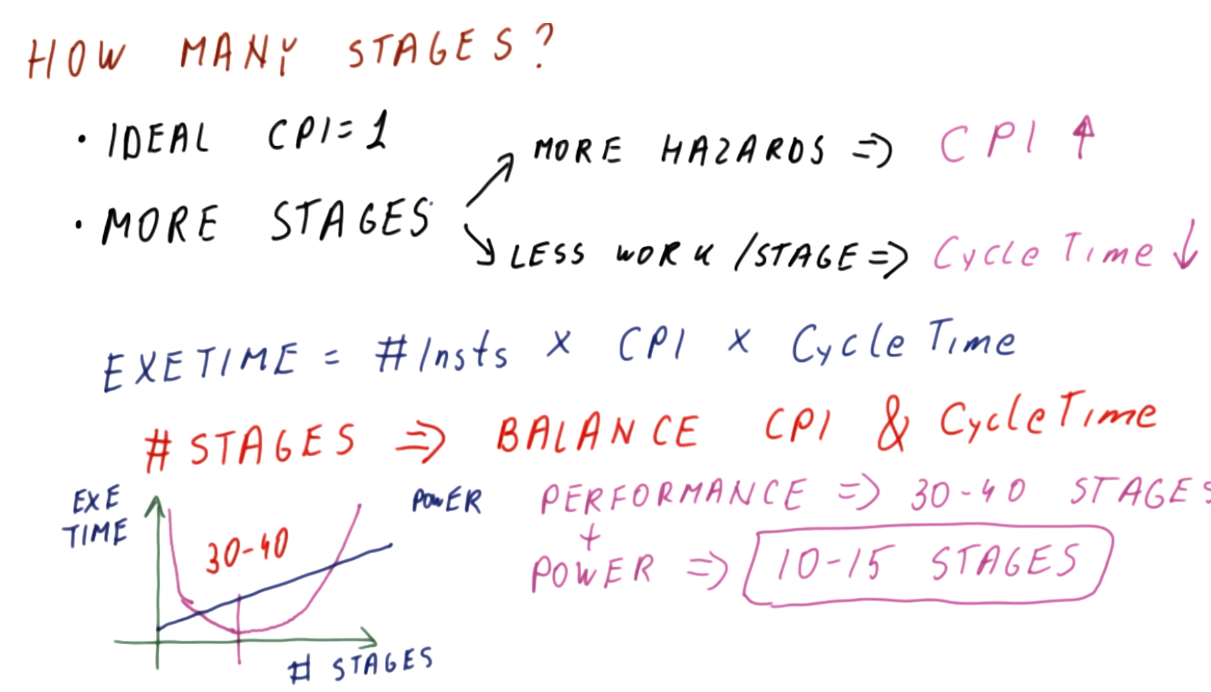 HOW MANY STAGES?
• IDEAL CPI=1
MORE HAZARDS ⇒ CPI ↑
• MORE STAGES
LESS WORK /STAGE ⇒ Cycle Time ↓
EXETIME = #Insts x CPI x Cycle Time
# STAGES ⇒ BALANCE CPI & Cycle Time
EXE TIME
POWER
30-40
# STAGES
PERFORMANCE ⇒ 30-40 STAGES
+
POWER ⇒ 10-15 STAGES